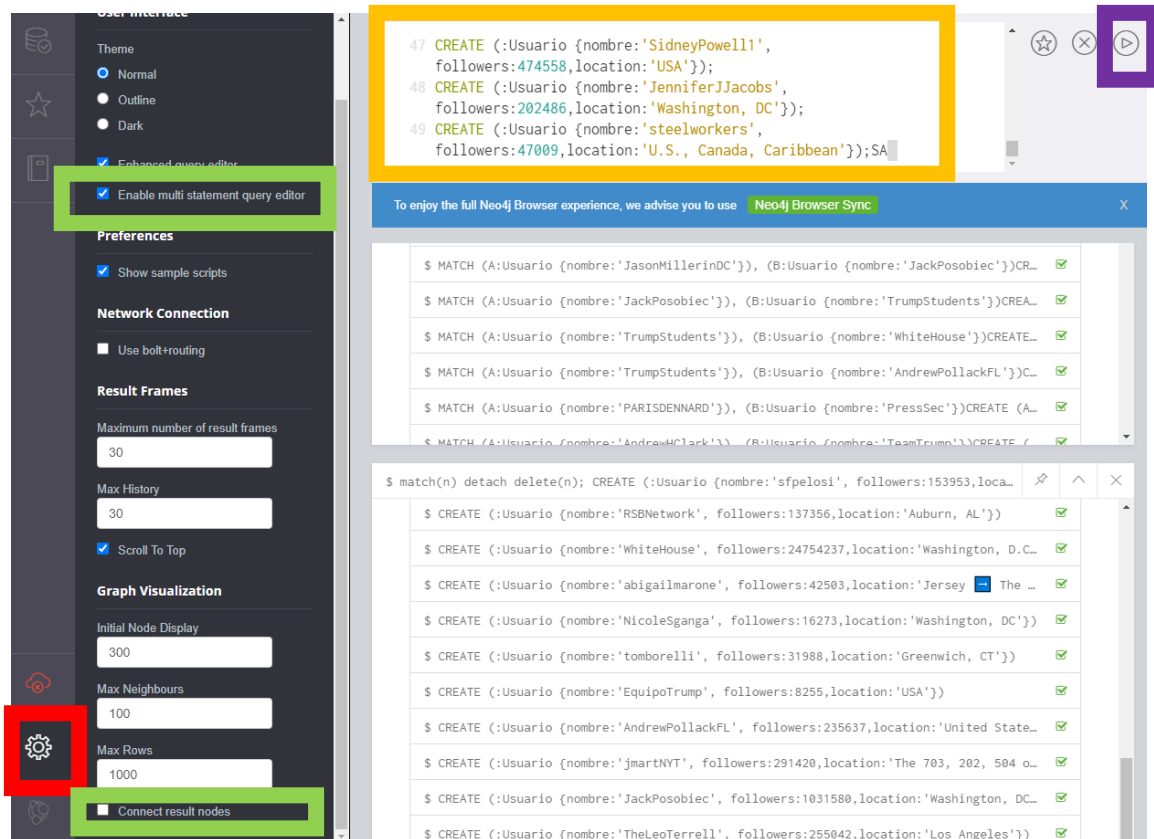 User Interface
Theme
Normal
Outline
Dark
Enhanced query editor
Enable multi statement query editor
Preferences
Show sample scripts
Network Connection
Use bolt+routing
Result Frames
Maximum number of result frames
30
Max History
30
Scroll To Top
Graph Visualization
Initial Node Display
300
Max Neighbours
100
Max Rows
1000
Connect result nodes
47 CREATE (:Usuario {nombre:'SidneyPowell1',
followers:474558,location:'USA'});
48 CREATE (:Usuario {nombre:'JenniferJJacobs',
followers:202486,location:'Washington, DC'});
49 CREATE (:Usuario {nombre:'steelworkers',
followers:47009,location:'U.S., Canada, Caribbean'});SA
To enjoy the full Neo4j Browser experience, we advise you to use Neo4j Browser Sync X
$ MATCH (A:Usuario {nombre:'JasonMillerinDC'}), (B:Usuario {nombre:'JackPosobiec'})CR…
$ MATCH (A:Usuario {nombre:'JackPosobiec'}), (B:Usuario {nombre:'TrumpStudents'})CREA…
$ MATCH (A:Usuario {nombre:'TrumpStudents'}), (B:Usuario {nombre:'WhiteHouse'})CREATE…
$ MATCH (A:Usuario {nombre:'TrumpStudents'}), (B:Usuario {nombre:'AndrewPollackFL'})C…
$ MATCH (A:Usuario {nombre:'PARISDENNARD'}), (B:Usuario {nombre:'PressSec'})CREATE (A…
$ MATCH (A:Usuario {nombre:'AndrewHClark'}), (B:Usuario {nombre:'TeamTrump'})CREATE (…
$ match(n) detach delete(n); CREATE (:Usuario {nombre:'sfpelosi', followers:153953,loca…
$ CREATE (:Usuario {nombre:'RSBNetwork', followers:137356,location:'Auburn, AL'})
$ CREATE (:Usuario {nombre:'WhiteHouse', followers:24754237,location:'Washington, D.C…
$ CREATE (:Usuario {nombre:'abigailmarone', followers:42503,location:'Jersey ➡ The …
$ CREATE (:Usuario {nombre:'NicoleSganga', followers:16273,location:'Washington, DC'})
$ CREATE (:Usuario {nombre:'tomborelli', followers:31988,location:'Greenwich, CT'})
$ CREATE (:Usuario {nombre:'EquipoTrump', followers:8255,location:'USA'})
$ CREATE (:Usuario {nombre:'AndrewPollackFL', followers:235637,location:'United State…
$ CREATE (:Usuario {nombre:'jmartNYT', followers:291420,location:'The 703, 202, 504 o…
$ CREATE (:Usuario {nombre:'JackPosobiec', followers:1031580,location:'Washington, DC…
$ CREATE (:Usuario {nombre:'TheLeoTerrell', followers:255042,location:'Los Angeles'})